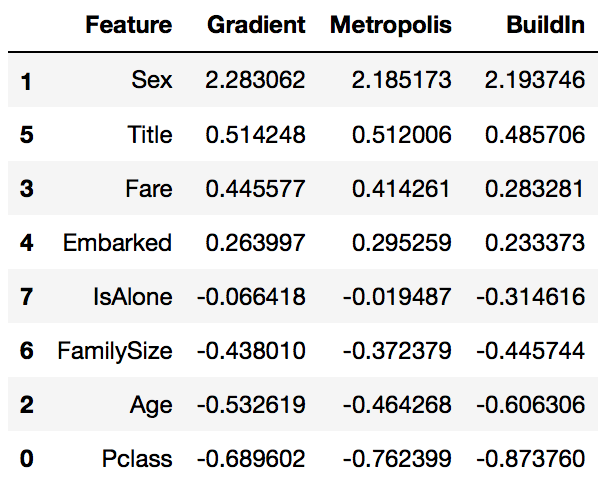 Feature Gradient Metropolis BuildIn
1 Sex 2.283062 2.185173 2.193746
5 Title 0.514248 0.512006 0.485706
3 Fare 0.445577 0.414261 0.283281
4 Embarked 0.263997 0.295259 0.233373
7 IsAlone -0.066418 -0.019487 -0.314616
6 FamilySize -0.438010 -0.372379 -0.445744
2 Age -0.532619 -0.464268 -0.606306
0 Pclass -0.689602 -0.762399 -0.873760